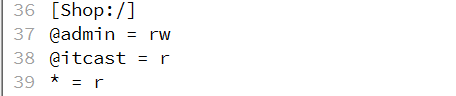 36 [Shop:/]
37 @admin = rw
38 @itcast = r
39 * = r